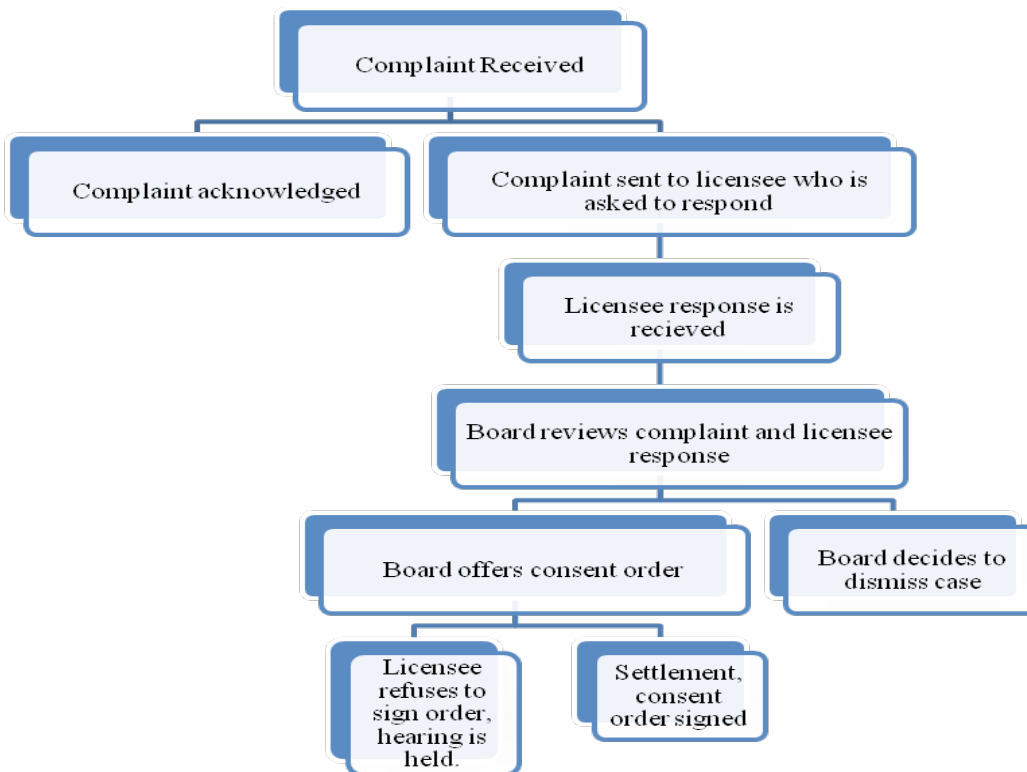 Complaint Received
Complaint acknowledged
Complaint sent to licensee who is
asked to respond
Licensee response is
recieved
Board reviews complaint and licensee
response
Board offers consent order
Board decides to
dismiss case
Licensee
refuses to
sign order,
hearing is
held.
Settlement,
consent
order signed